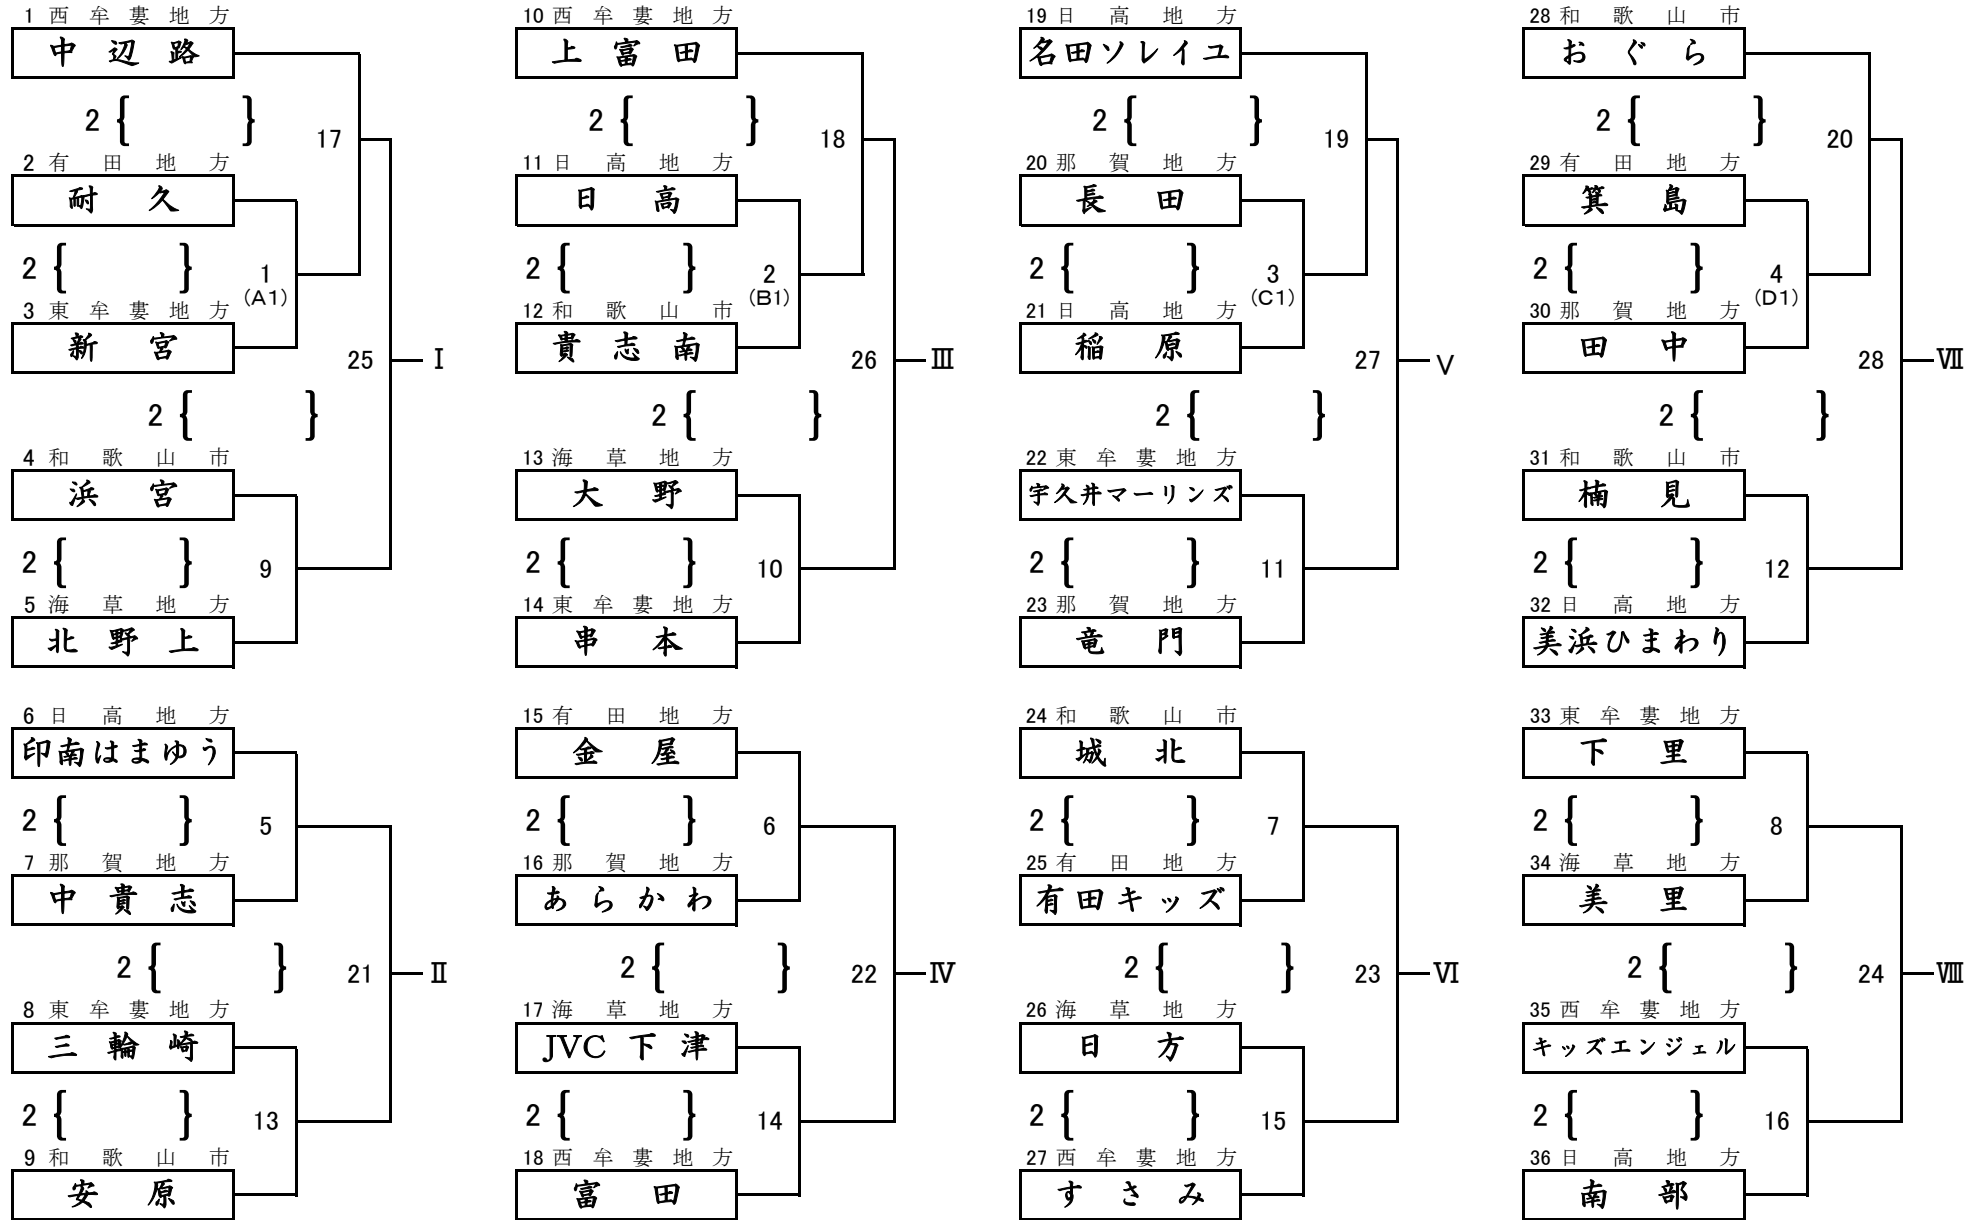 1 西牟婁地方
中辺路
2 { }
17
2 有田地方
耐久
2 { }
1
(A1)
3 東牟婁地方
新宮
25
I
2 { }
4 和歌山市
浜宮
2 { }
9
5 海草地方
北野上
6 日高地方
印南はまゆう
2 { }
5
7 那賀地方
中貴志
2 { }
21
Ⅱ
8 東牟婁地方
三輪崎
2 { }
13
9 和歌山市
安原
10 西牟婁地方
上富田
2 { }
18
11 日高地方
日高
2 { }
2
(B1)
12 和歌山市
貴志南
26
Ⅲ
2 { }
13 海草地方
大野
2 { }
10
14 東牟婁地方
串本
15 有田地方
金屋
2 { }
6
16 那賀地方
あらかわ
2 { }
22
Ⅳ
17 海草地方
JVC 下津
2 { }
14
18 西牟婁地方
富田
19 日高地方
名田ソレイユ
2 { }
19
20 那賀地方
長田
2 { }
3
(C1)
21 日高地方
稲原
27
V
2 { }
22 東牟婁地方
宇久井マーリンズ
2 { }
11
23 那賀地方
竜門
24 和歌山市
城北
2 { }
7
25 有田地方
有田キッズ
2 { }
23
Ⅵ
26 海草地方
日方
2 { }
15
27 西牟婁地方
すさみ
28 和歌山市
おぐら
2 { }
20
29 有田地方
箕島
2 { }
4
(D1)
30 那賀地方
田中
28
Ⅶ
2 { }
31 和歌山市
楠見
2 { }
12
32 日高地方
美浜ひまわり
33 東牟婁地方
下里
2 { }
8
34 海草地方
美里
2 { }
24
Ⅷ
35 西牟婁地方
キッズエンジェル
2 { }
16
36 日高地方
南部